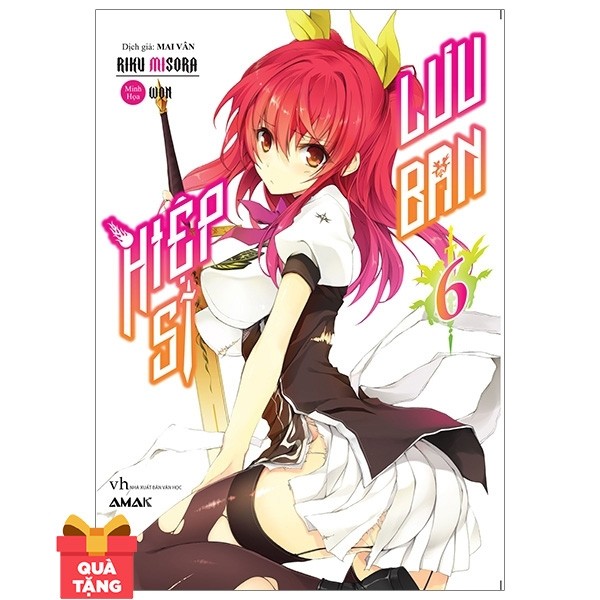 Dịch giả: MAI VÂN
RIKU MISORA
Minh
Họa
WON
HIỆP
SĨ
LƯU
BAN
6
vh NHÀ XUẤT BẢN VĂN HỌC
AMAK
QUÀ
TẶNG